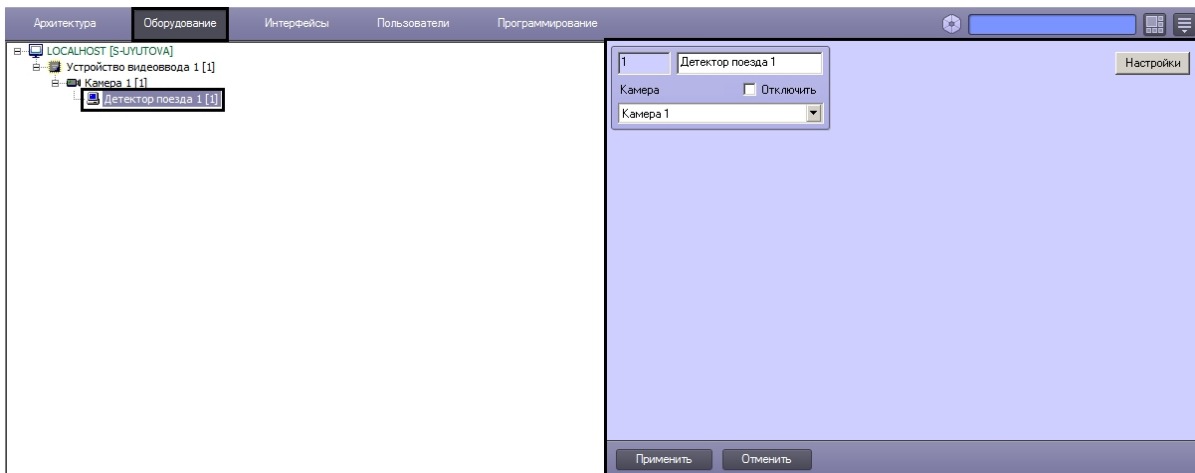 Архитектура Оборудование Интерфейсы Пользователи Программирование
LOCALHOST [S-UYUTOVA]
Устройство видеоввода 1 [1]
Камера 1 [1]
Детектор поезда 1 [1]
1 Детектор поезда 1 Настройки
Камера Отключить
Камера 1
Применить Отменить